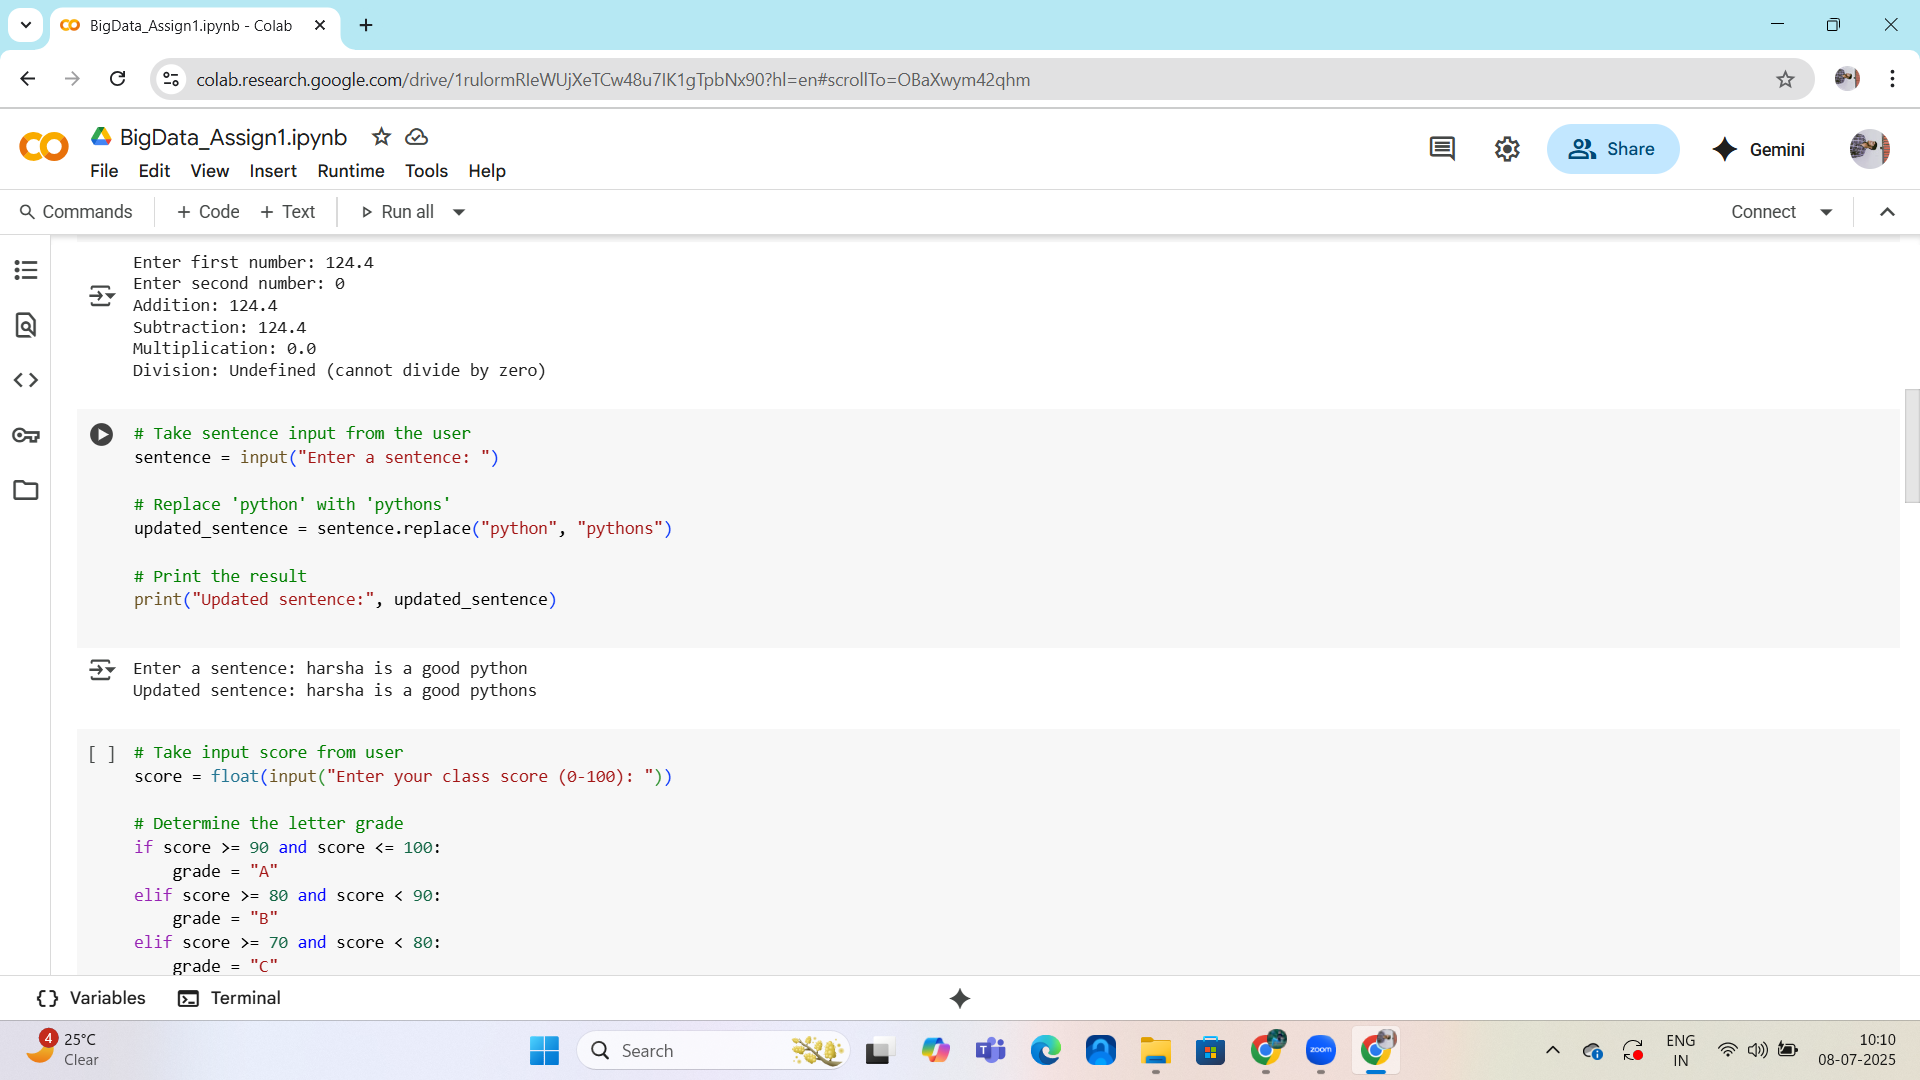 BigData_Assign1.ipynb - Colab
colab.research.google.com/drive/1rulormRIeWUjXeTCw48u7IK1gTpbNx90?hl=en#scrollTo=OBaXwym42qhm
BigData_Assign1.ipynb
File Edit View Insert Runtime Tools Help
Share
Gemini
Commands + Code + Text Run all
Connect
Enter first number: 124.4
Enter second number: 0
Addition: 124.4
Subtraction: 124.4
Multiplication: 0.0
Division: Undefined (cannot divide by zero)
# Take sentence input from the user
sentence = input("Enter a sentence: ")
# Replace 'python' with 'pythons'
updated_sentence = sentence.replace("python", "pythons")
# Print the result
print("Updated sentence:", updated_sentence)
Enter a sentence: harsha is a good python
Updated sentence: harsha is a good pythons
[ ] # Take input score from user
score = float(input("Enter your class score (0-100): "))
# Determine the letter grade
if score >= 90 and score <= 100:
    grade = "A"
elif score >= 80 and score < 90:
    grade = "B"
elif score >= 70 and score < 80:
    grade = "C"
{} Variables Terminal
4
25°C
Clear
Search
zoom
ENG
IN
10:10
08-07-2025